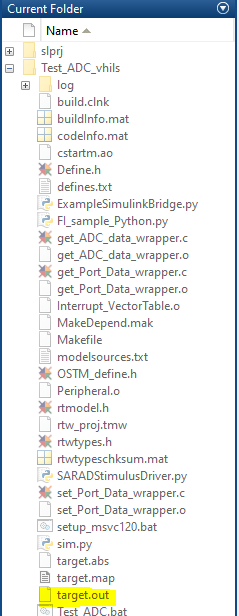 Current Folder
Name
slprj
Test_ADC_vhils
log
build.clnk
buildInfo.mat
codeInfo.mat
cstartm.ao
Define.h
defines.txt
ExampleSimulinkBridge.py
FI_sample_Python.py
get_ADC_data_wrapper.c
get_ADC_data_wrapper.o
get_Port_Data_wrapper.c
get_Port_Data_wrapper.o
Interrupt_VectorTable.o
MakeDepend.mak
Makefile
modelsources.txt
OSTM_define.h
Peripheral.o
rtmodel.h
rtw_proj.tmw
rtwtypes.h
rtwtypeschksum.mat
SARADStimulusDriver.py
set_Port_Data_wrapper.c
set_Port_Data_wrapper.o
setup_msvc120.bat
sim.py
target.abs
target.map
target.out
Test_ADC.bat